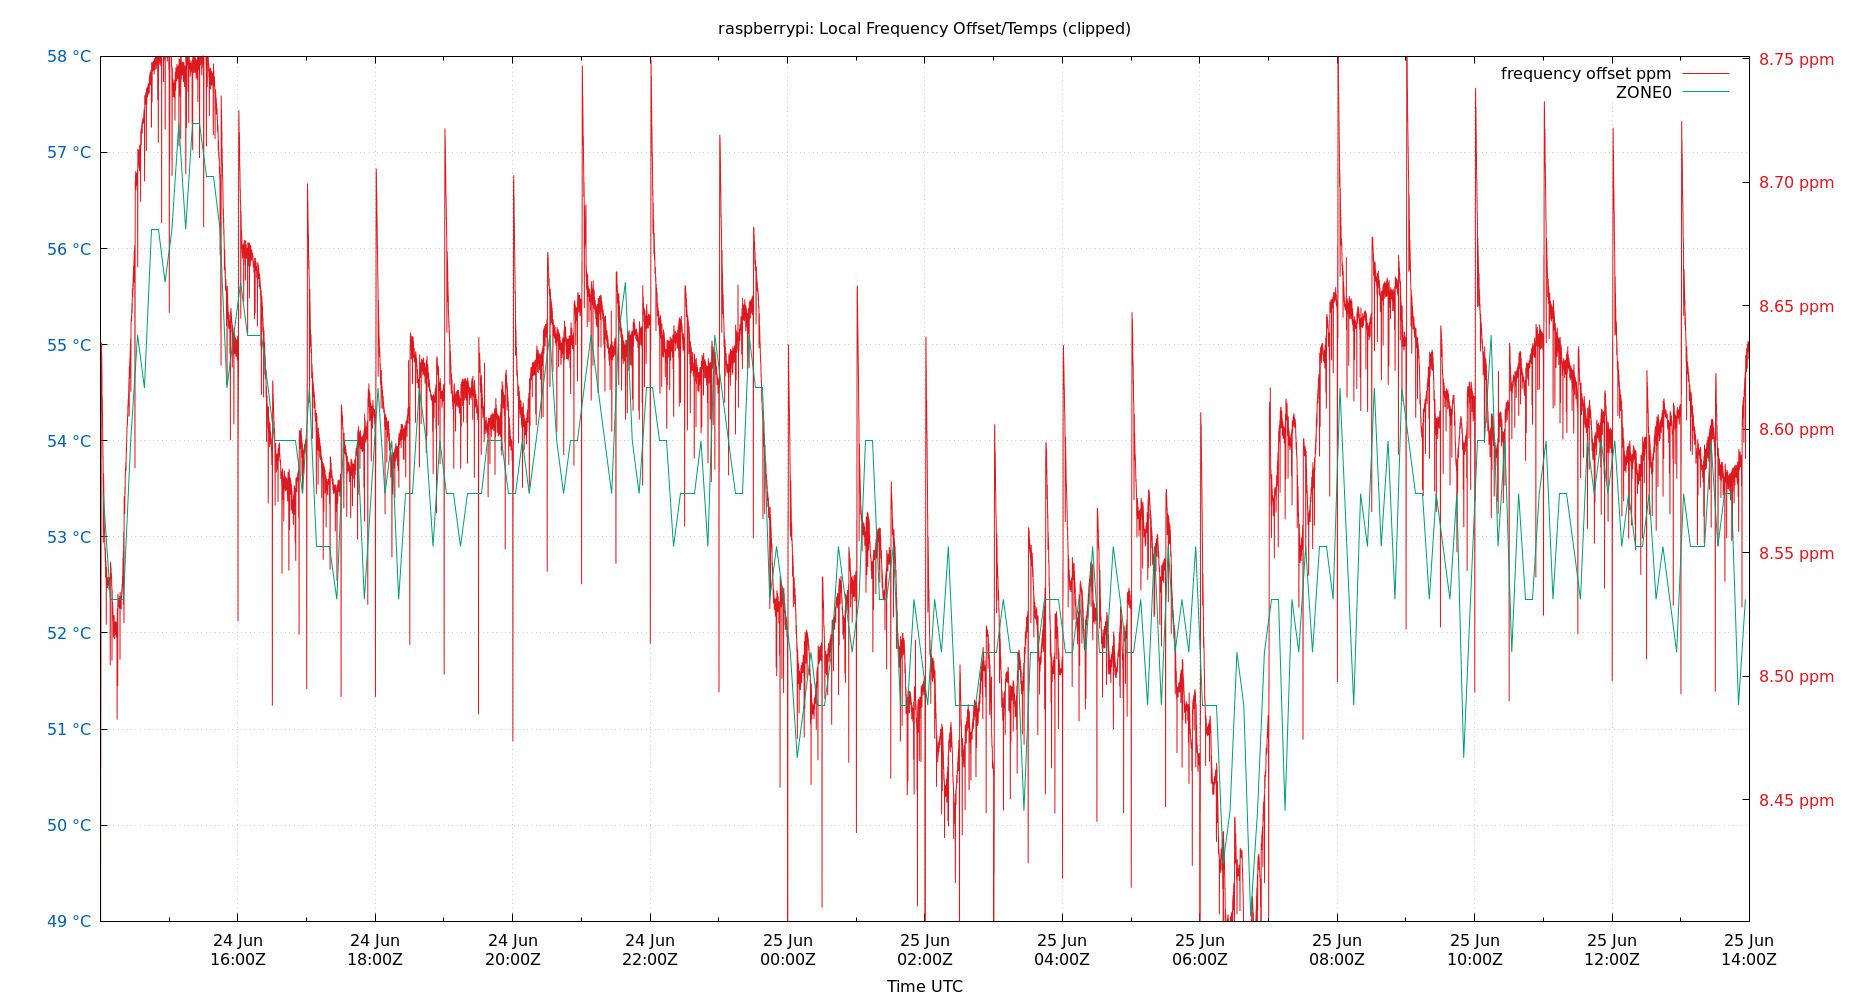 raspberrypi: Local Frequency Offset/Temps (clipped)
58 °C
57 °C
56 °C
55 °C
54 °C
53 °C
52 °C
51 °C
50 °C
49 °C
8.75 ppm
8.70 ppm
8.65 ppm
8.60 ppm
8.55 ppm
8.50 ppm
8.45 ppm
frequency offset ppm
ZONE0
24 Jun 24 Jun 24 Jun 24 Jun 25 Jun 25 Jun 25 Jun 25 Jun 25 Jun 25 Jun 25 Jun 25 Jun
16:00Z 18:00Z 20:00Z 22:00Z 00:00Z 02:00Z 04:00Z 06:00Z 08:00Z 10:00Z 12:00Z 14:00Z
Time UTC